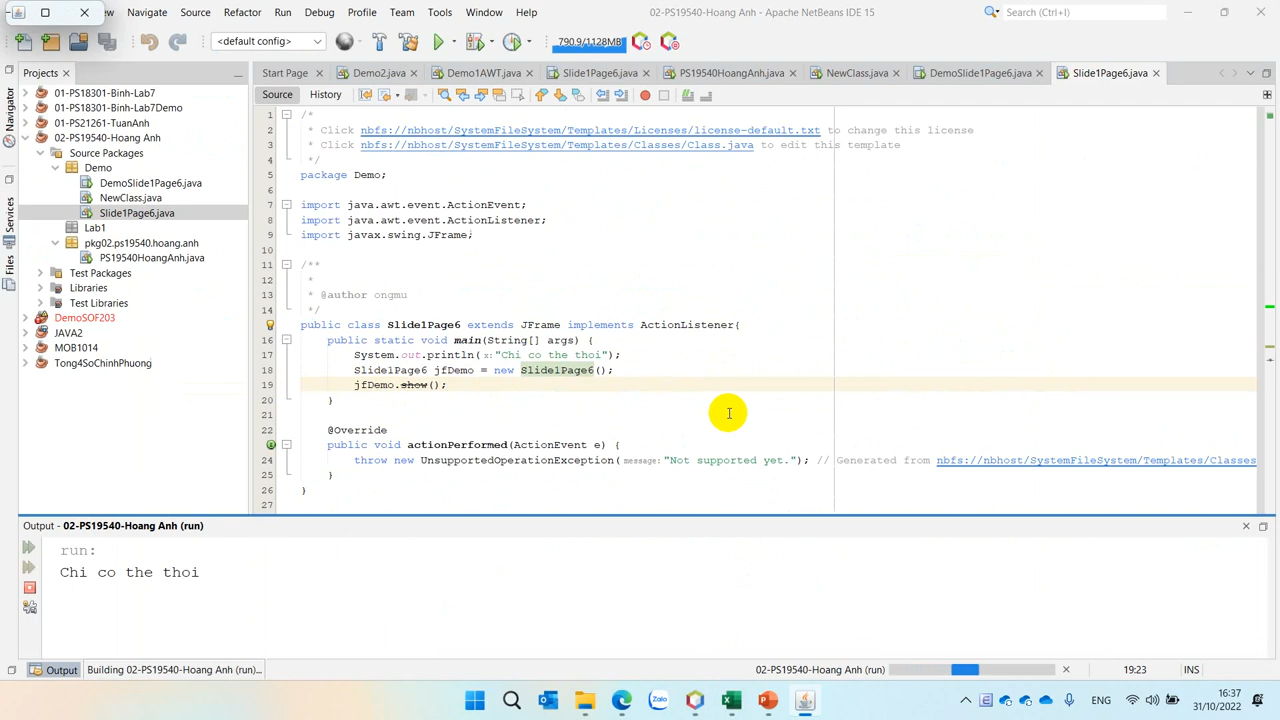 Navigate Source Refactor Run Debug Profile Team Tools Window Help 02-PS19540-Hoang Anh - Apache NetBeans IDE 15 Search (Ctrl+I)
<default config> 790.9/1128MB
Projects Start Page Demo2.java Demo1AWT.java Slide1Page6.java PS19540HoangAnh.java NewClass.java DemoSlide1Page6.java Slide1Page6.java
Source History
Navigator
Services
Files
01-PS18301-Binh-Lab7
01-PS18301-Binh-Lab7Demo
01-PS21261-TuanAnh
02-PS19540-Hoang Anh
Source Packages
Demo
DemoSlide1Page6.java
NewClass.java
Slide1Page6.java
Lab1
pkg02.ps19540.hoang.anh
PS19540HoangAnh.java
Test Packages
Libraries
Test Libraries
DemoSOF203
JAVA2
MOB1014
Tong4SoChinhPhuong
1 /*
2 * Click nbfs://nbhost/SystemFileSystem/Templates/Licenses/license-default.txt to change this license
3 * Click nbfs://nbhost/SystemFileSystem/Templates/Classes/Class.java to edit this template
4 */
5 package Demo;
6
7 import java.awt.event.ActionEvent;
8 import java.awt.event.ActionListener;
9 import javax.swing.JFrame;
10
11 /**
12 *
13 * @author ongmu
14 */
public class Slide1Page6 extends JFrame implements ActionListener{
16 public static void main(String[] args) {
17 System.out.println(x:"Chi co the thoi");
18 Slide1Page6 jfDemo = new Slide1Page6();
19 jfDemo.show();
20 }
21
22 @Override
public void actionPerformed(ActionEvent e) {
24 throw new UnsupportedOperationException(message:"Not supported yet."); // Generated from nbfs://nbhost/SystemFileSystem/Templates/Classes
25 }
26 }
27
Output - 02-PS19540-Hoang Anh (run)
run:
Chi co the thoi
Output Building 02-PS19540-Hoang Anh (run)... 02-PS19540-Hoang Anh (run) 19:23 INS
Zalo ENG 16:37
31/10/2022